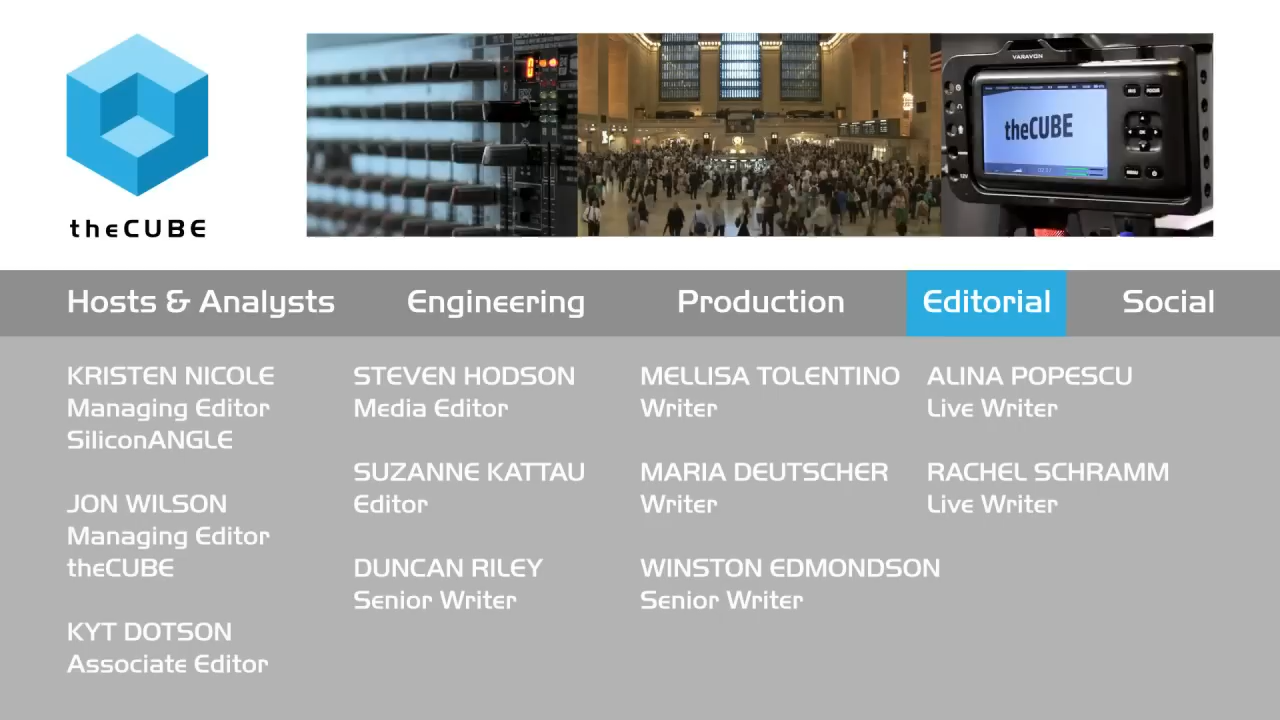 theCUBE
VARAVON
theCUBE
Hosts & Analysts
Engineering
Production
Editorial
Social
KRISTEN NICOLE
Managing Editor
SiliconANGLE
JON WILSON
Managing Editor
theCUBE
KYT DOTSON
Associate Editor
STEVEN HODSON
Media Editor
SUZANNE KATTAU
Editor
DUNCAN RILEY
Senior Writer
MELLISA TOLENTINO
Writer
MARIA DEUTSCHER
Writer
WINSTON EDMONDSON
Senior Writer
ALINA POPESCU
Live Writer
RACHEL SCHRAMM
Live Writer